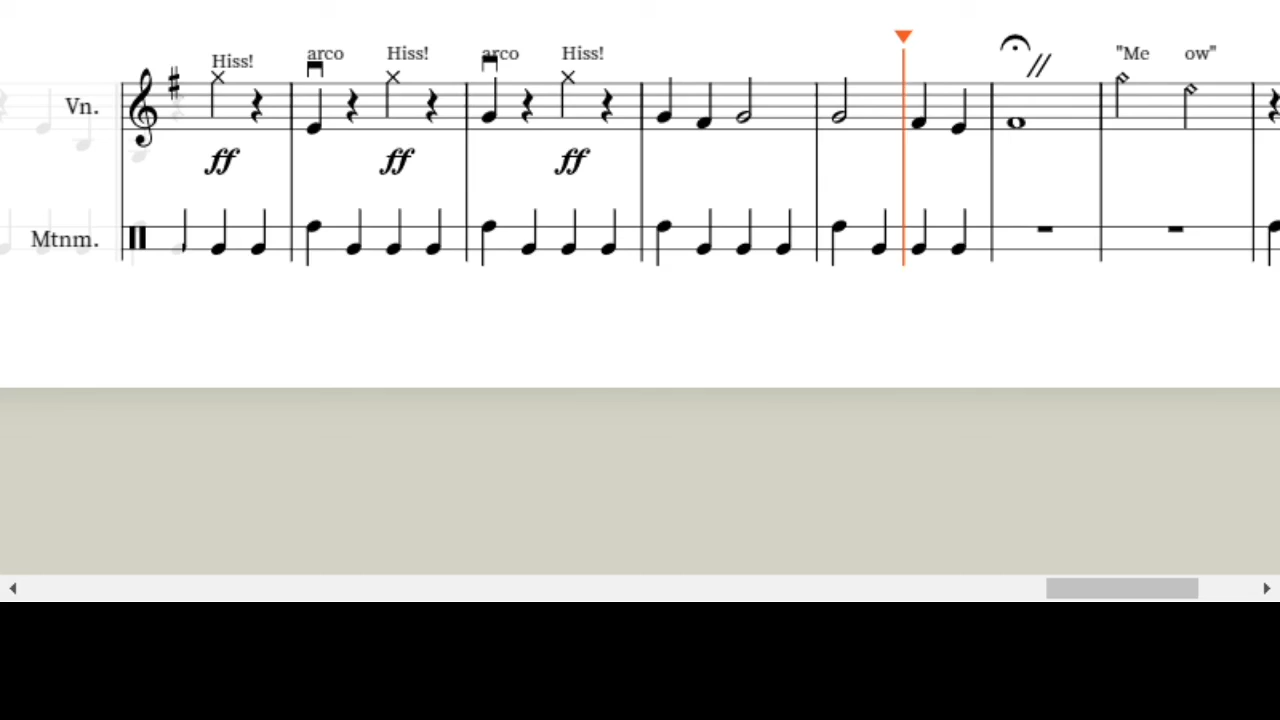 Hiss! arco Hiss! arco Hiss! "Me ow"
Vn.
ff ff ff
Mtnm.